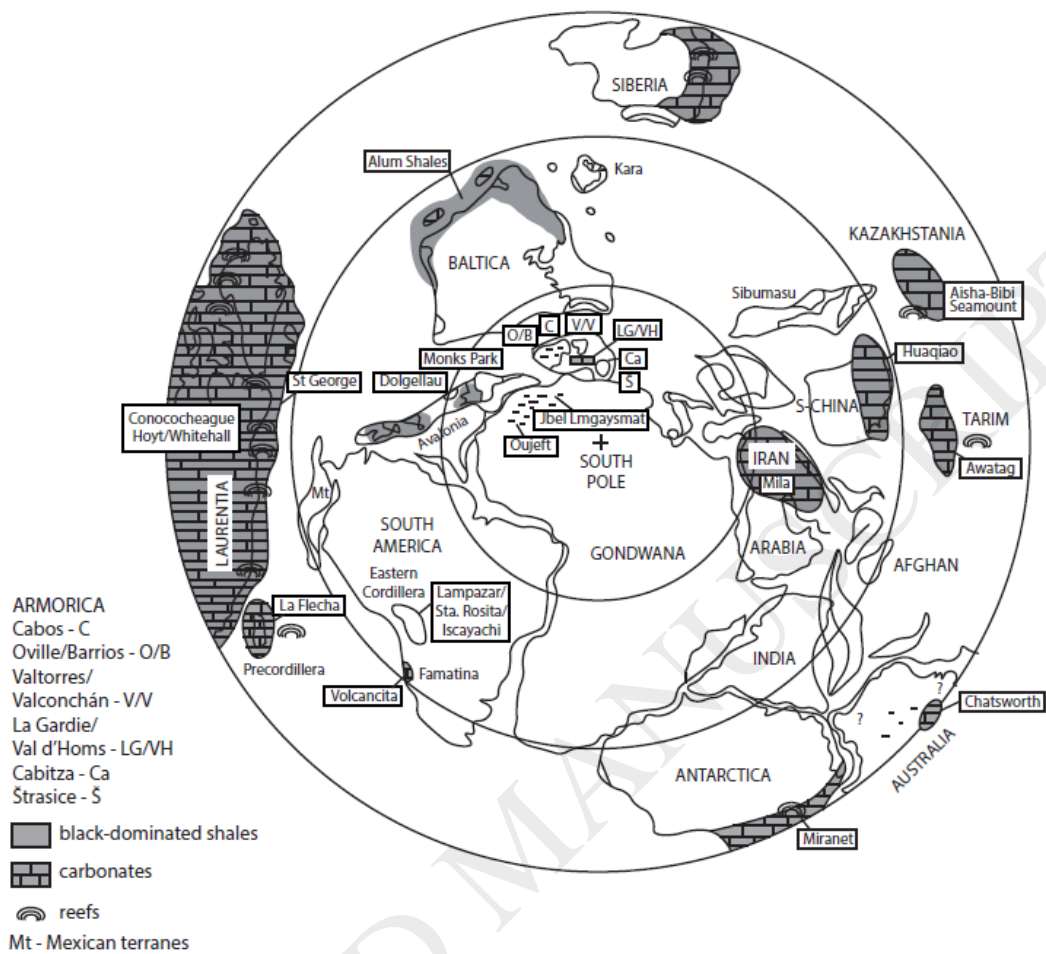 SIBERIA
Alum Shales
Kara
KAZAKHSTANIA
BALTICA
Sibumasu
Aisha-Bibi
Seamount
C
V/V
O/B
LG/VH
Huaqiao
Monks Park
Ca
St George
Dolgellau
Š
S-CHINA
Conococheague
Hoyt/Whitehall
Avalonia
Jbel Lmgaysmat
TARIM
Oujeft
SOUTH
POLE
IRAN
Mila
Awatag
Mt
LAURENTIA
SOUTH
AMERICA
GONDWANA
ARABIA
AFGHAN
Eastern
Cordillera
Lampazar/
Sta. Rosita/
Iscayachi
La Flecha
Precordillera
Famatina
Volcancita
INDIA
?
?
Chatsworth
AUSTRALIA
ANTARCTICA
Miranet
ARMORICA
Cabos - C
Oville/Barrios - O/B
Valtorres/
Valconchán - V/V
La Gardie/
Val d'Homs - LG/VH
Cabitza - Ca
Štrasice - Š
black-dominated shales
carbonates
reefs
Mt - Mexican terranes
D MANUSCRIPT